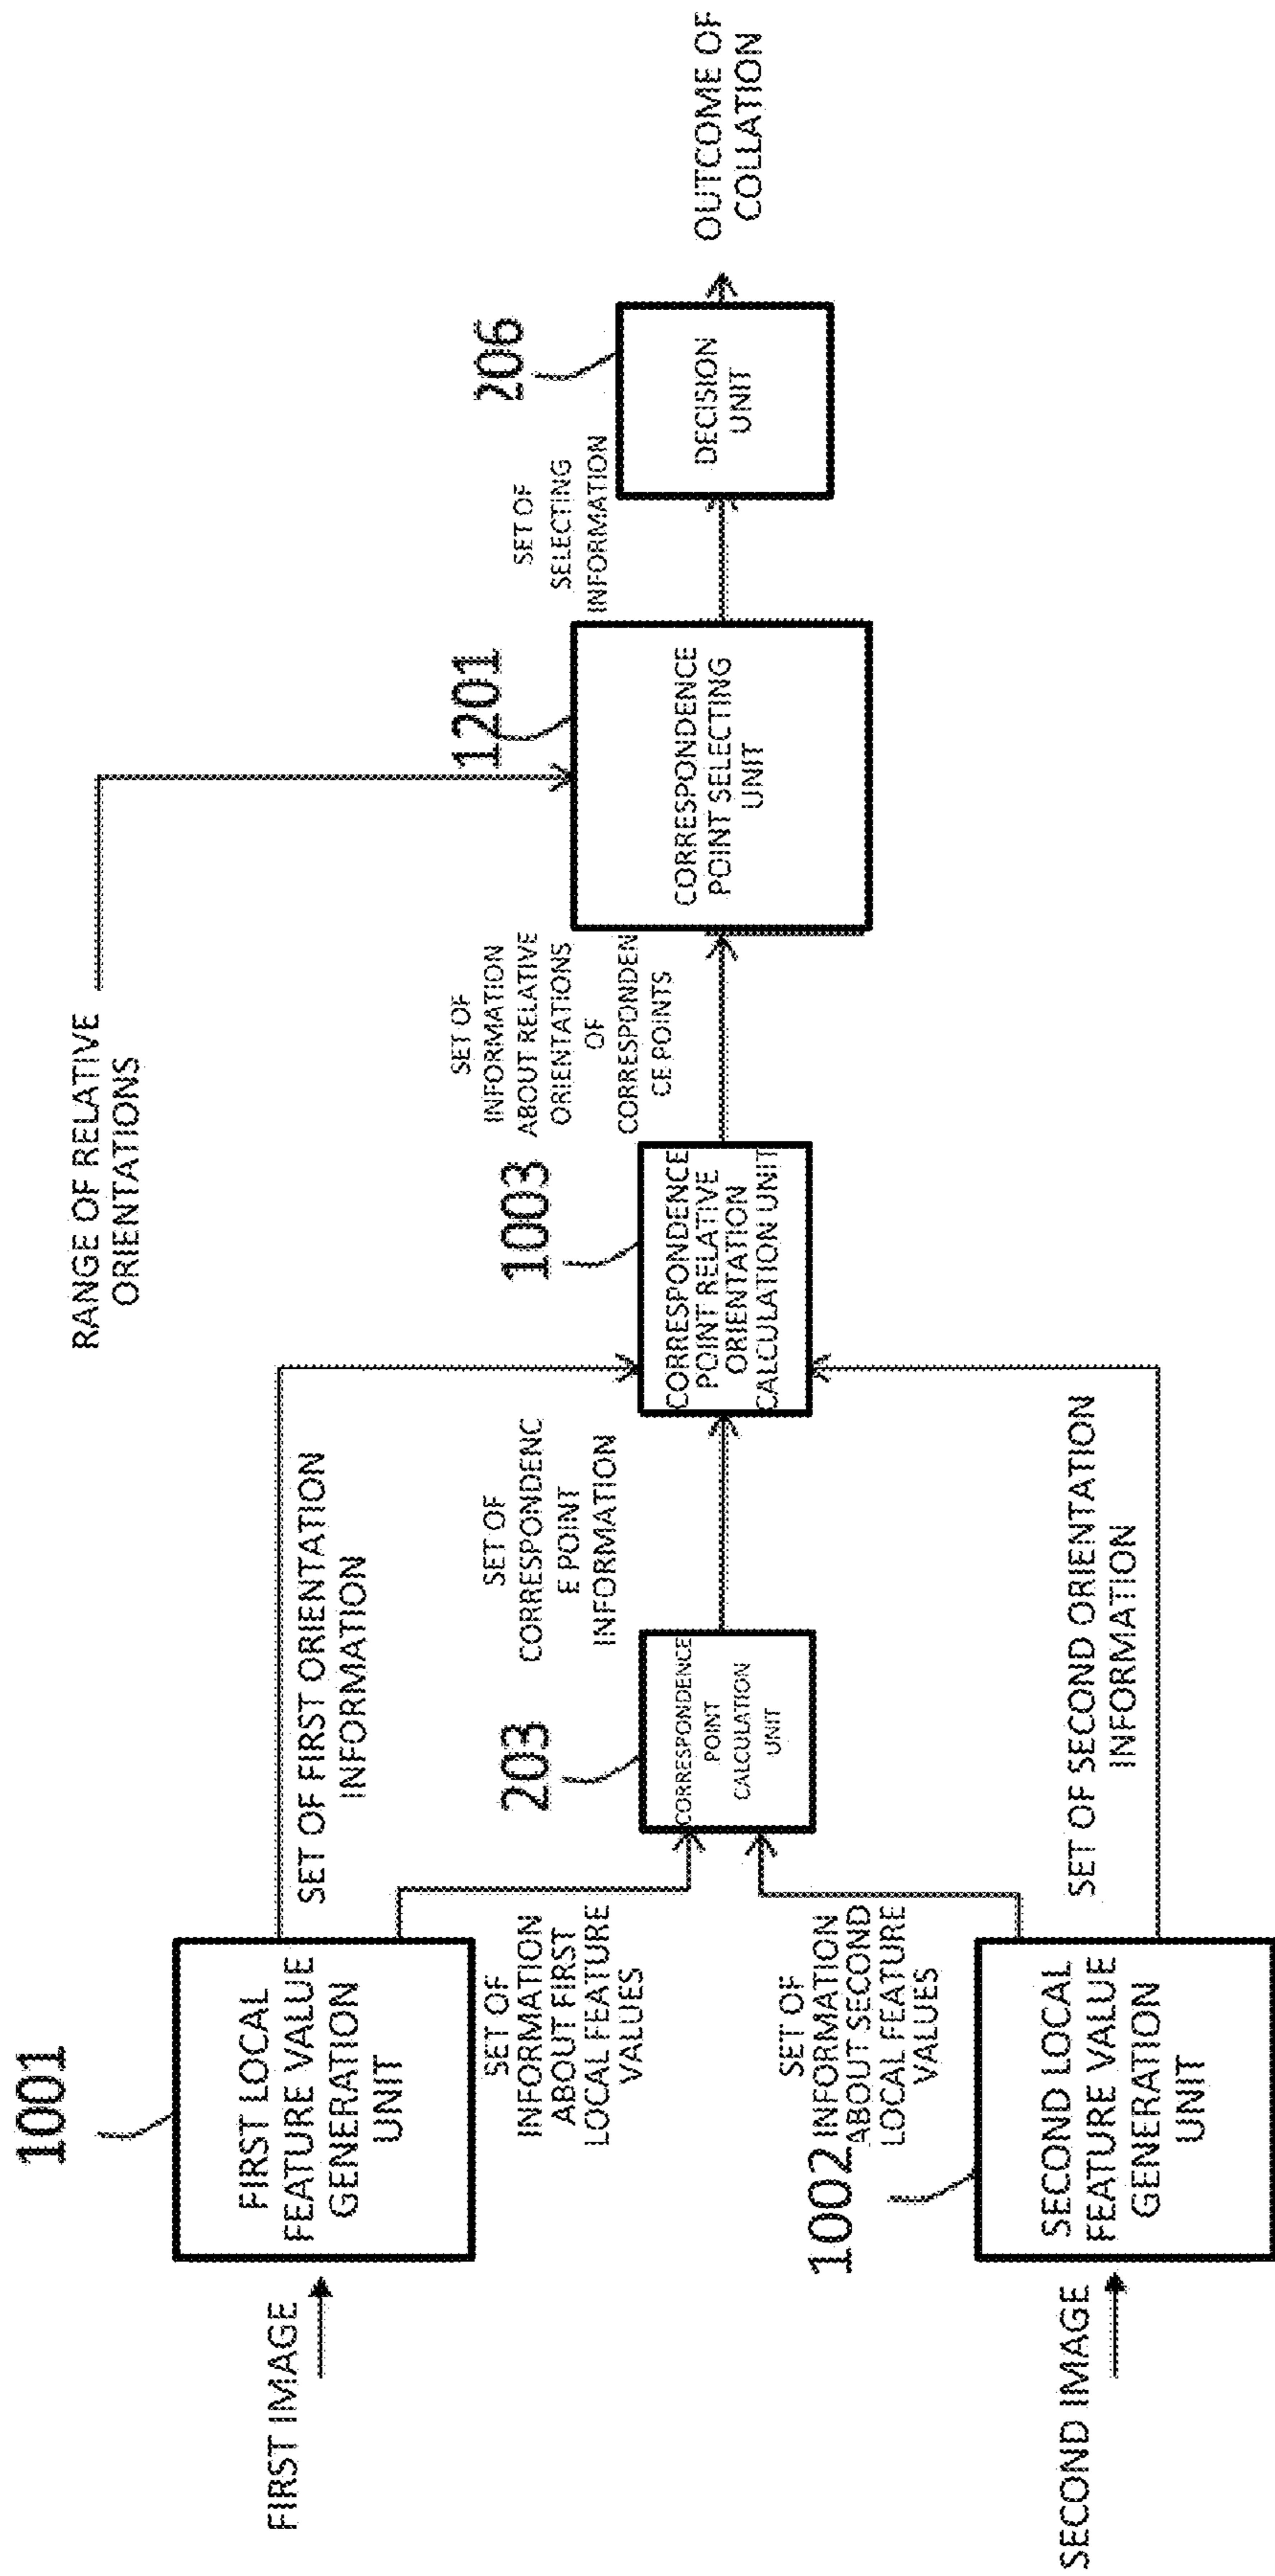 1001
FIRST IMAGE
FIRST LOCAL
FEATURE VALUE
GENERATION
UNIT
SET OF FIRST ORIENTATION
INFORMATION
SET OF
INFORMATION
ABOUT FIRST
LOCAL FEATURE
VALUES
SECOND IMAGE
1002
SECOND LOCAL
FEATURE VALUE
GENERATION
UNIT
SET OF
INFORMATION
ABOUT SECOND
LOCAL FEATURE
VALUES
SET OF SECOND ORIENTATION
INFORMATION
203
CORRESPONDENCE
POINT
CALCULATION
UNIT
SET OF
CORRESPONDENC
E POINT
INFORMATION
1003
CORRESPONDENCE
POINT RELATIVE
ORIENTATION
CALCULATION UNIT
RANGE OF RELATIVE
ORIENTATIONS
SET OF
INFORMATION
ABOUT RELATIVE
ORIENTATIONS
OF
CORRESPONDEN
CE POINTS
1201
CORRESPONDENCE
POINT SELECTING
UNIT
SET OF
SELECTING
INFORMATION
206
DECISION
UNIT
OUTCOME OF
COLLATION